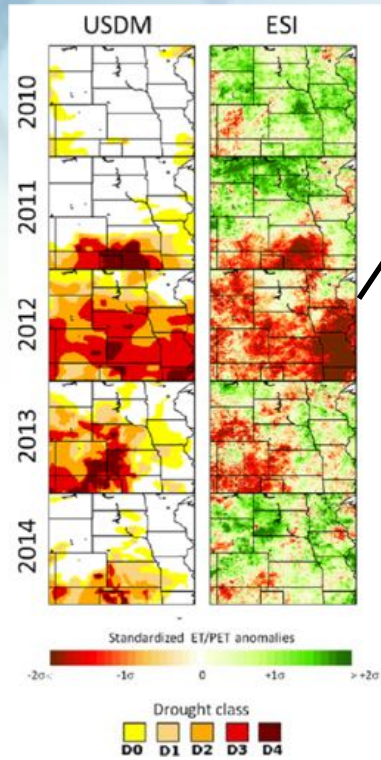 USDM ESI
2010
2011
2012
2013
2014
Standardized ET/PET anomalies
-2σ -1σ 0 +1σ > +2σ
Drought class
D0 D1 D2 D3 D4